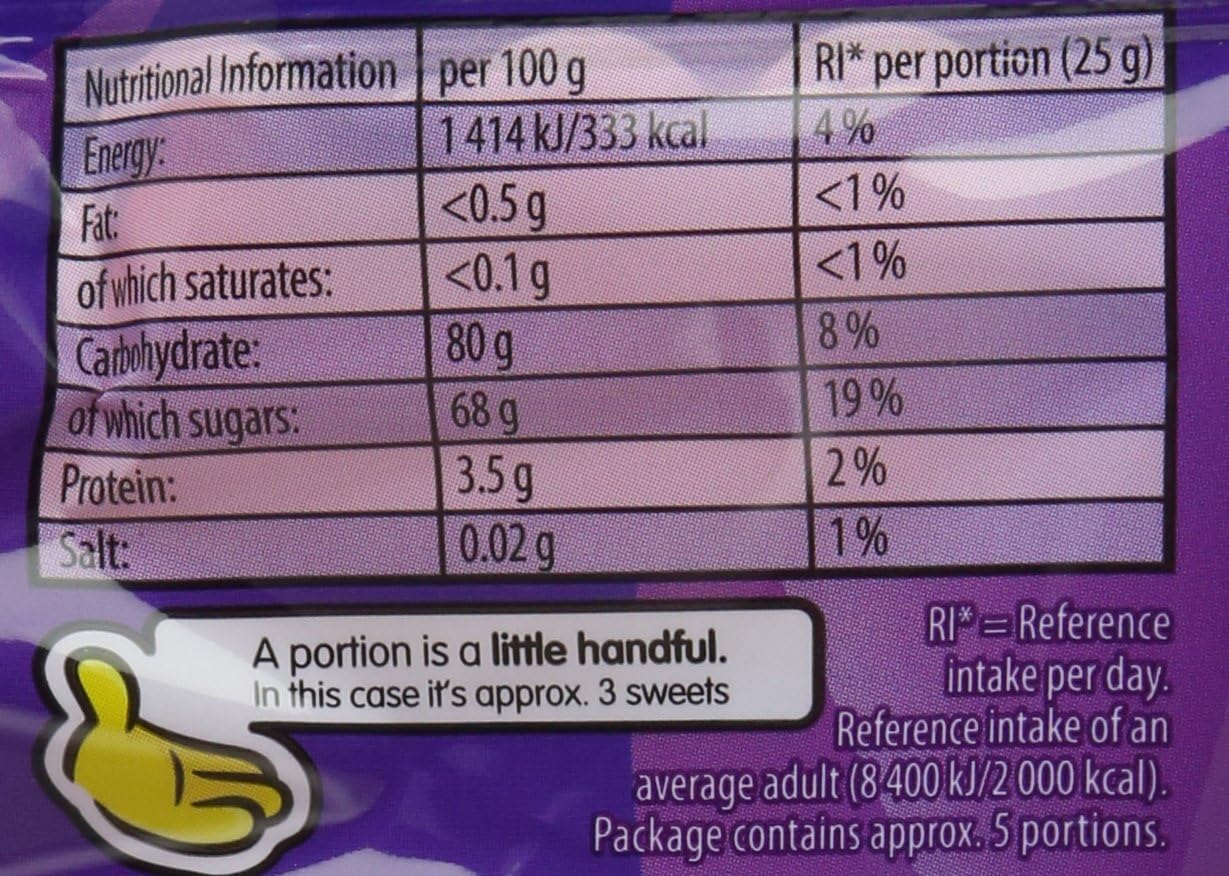 Nutritional Information per 100 g RI* per portion (25 g)
Energy: 1 414 kJ/333 kcal 4 %
Fat: <0.5 g <1 %
of which saturates: <0.1 g <1 %
Carbohydrate: 80 g 8 %
of which sugars: 68 g 19 %
Protein: 3.5 g 2 %
Salt: 0.02 g 1 %
A portion is a little handful.
In this case it's approx. 3 sweets
RI* = Reference
intake per day.
Reference intake of an
average adult (8 400 kJ/2 000 kcal).
Package contains approx. 5 portions.